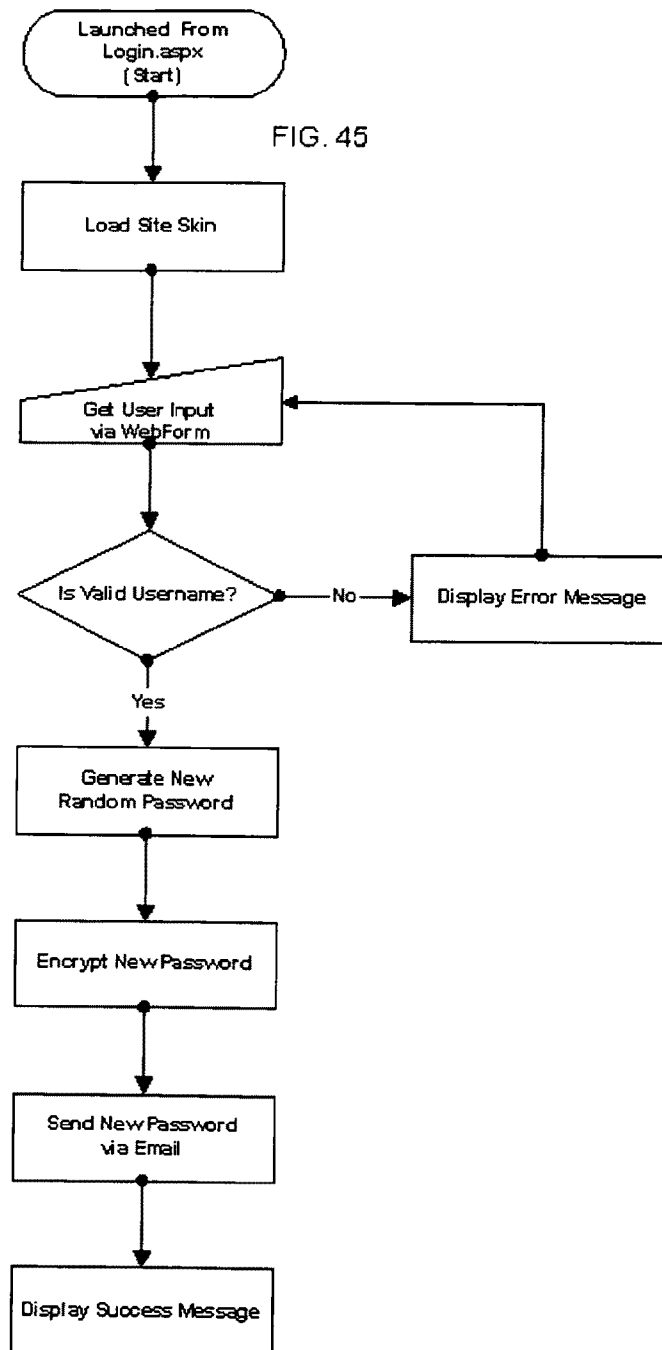 Launched From
Login.aspx
(Start)
FIG. 45
Load Site Skin
Get User Input
via WebForm
Is Valid Username?
No
Display Error Message
Yes
Generate New
Random Password
Encrypt New Password
Send New Password
via Email
Display Success Message